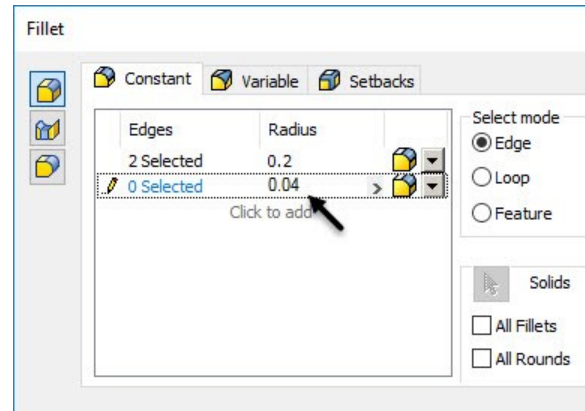 Fillet
Constant Variable Setbacks
Edges Radius
2 Selected 0.2
0 Selected 0.04 >
Click to add
Select mode
Edge
Loop
Feature
Solids
All Fillets
All Rounds